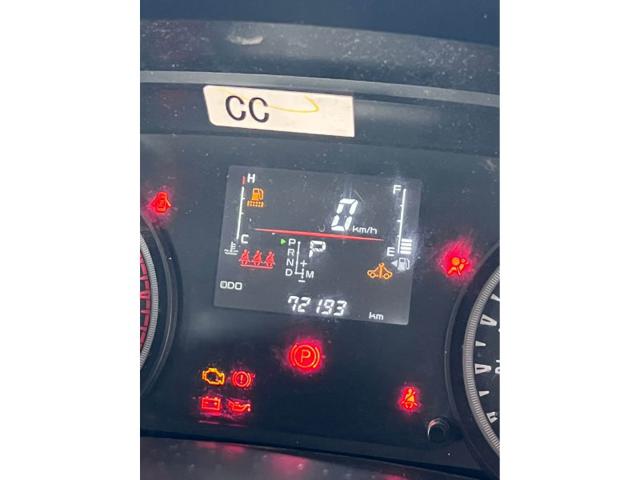 CC
H F
0 km/h
C P P E
R
N +
D M
-
ODO
72193 km
P